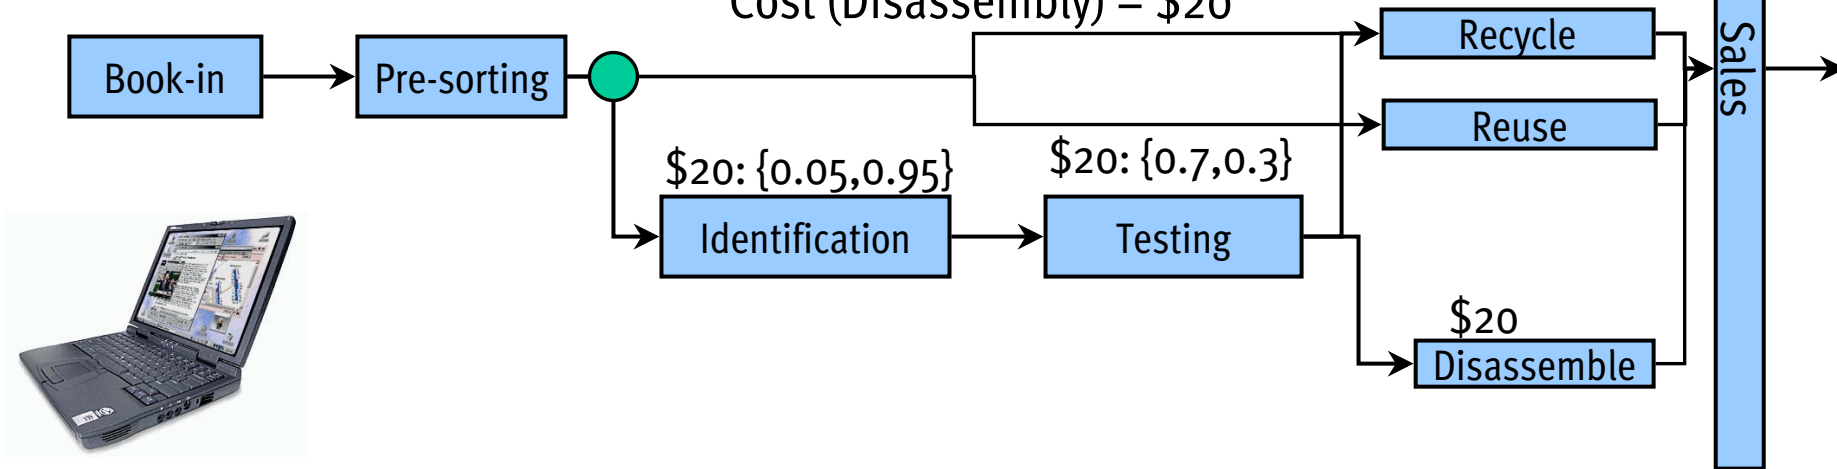 Cost (Disassembly) = $20
Book-in
Pre-sorting
Recycle
Reuse
Sales
$20: {0.05,0.95}
$20: {0.7,0.3}
Identification
Testing
$20
Disassemble